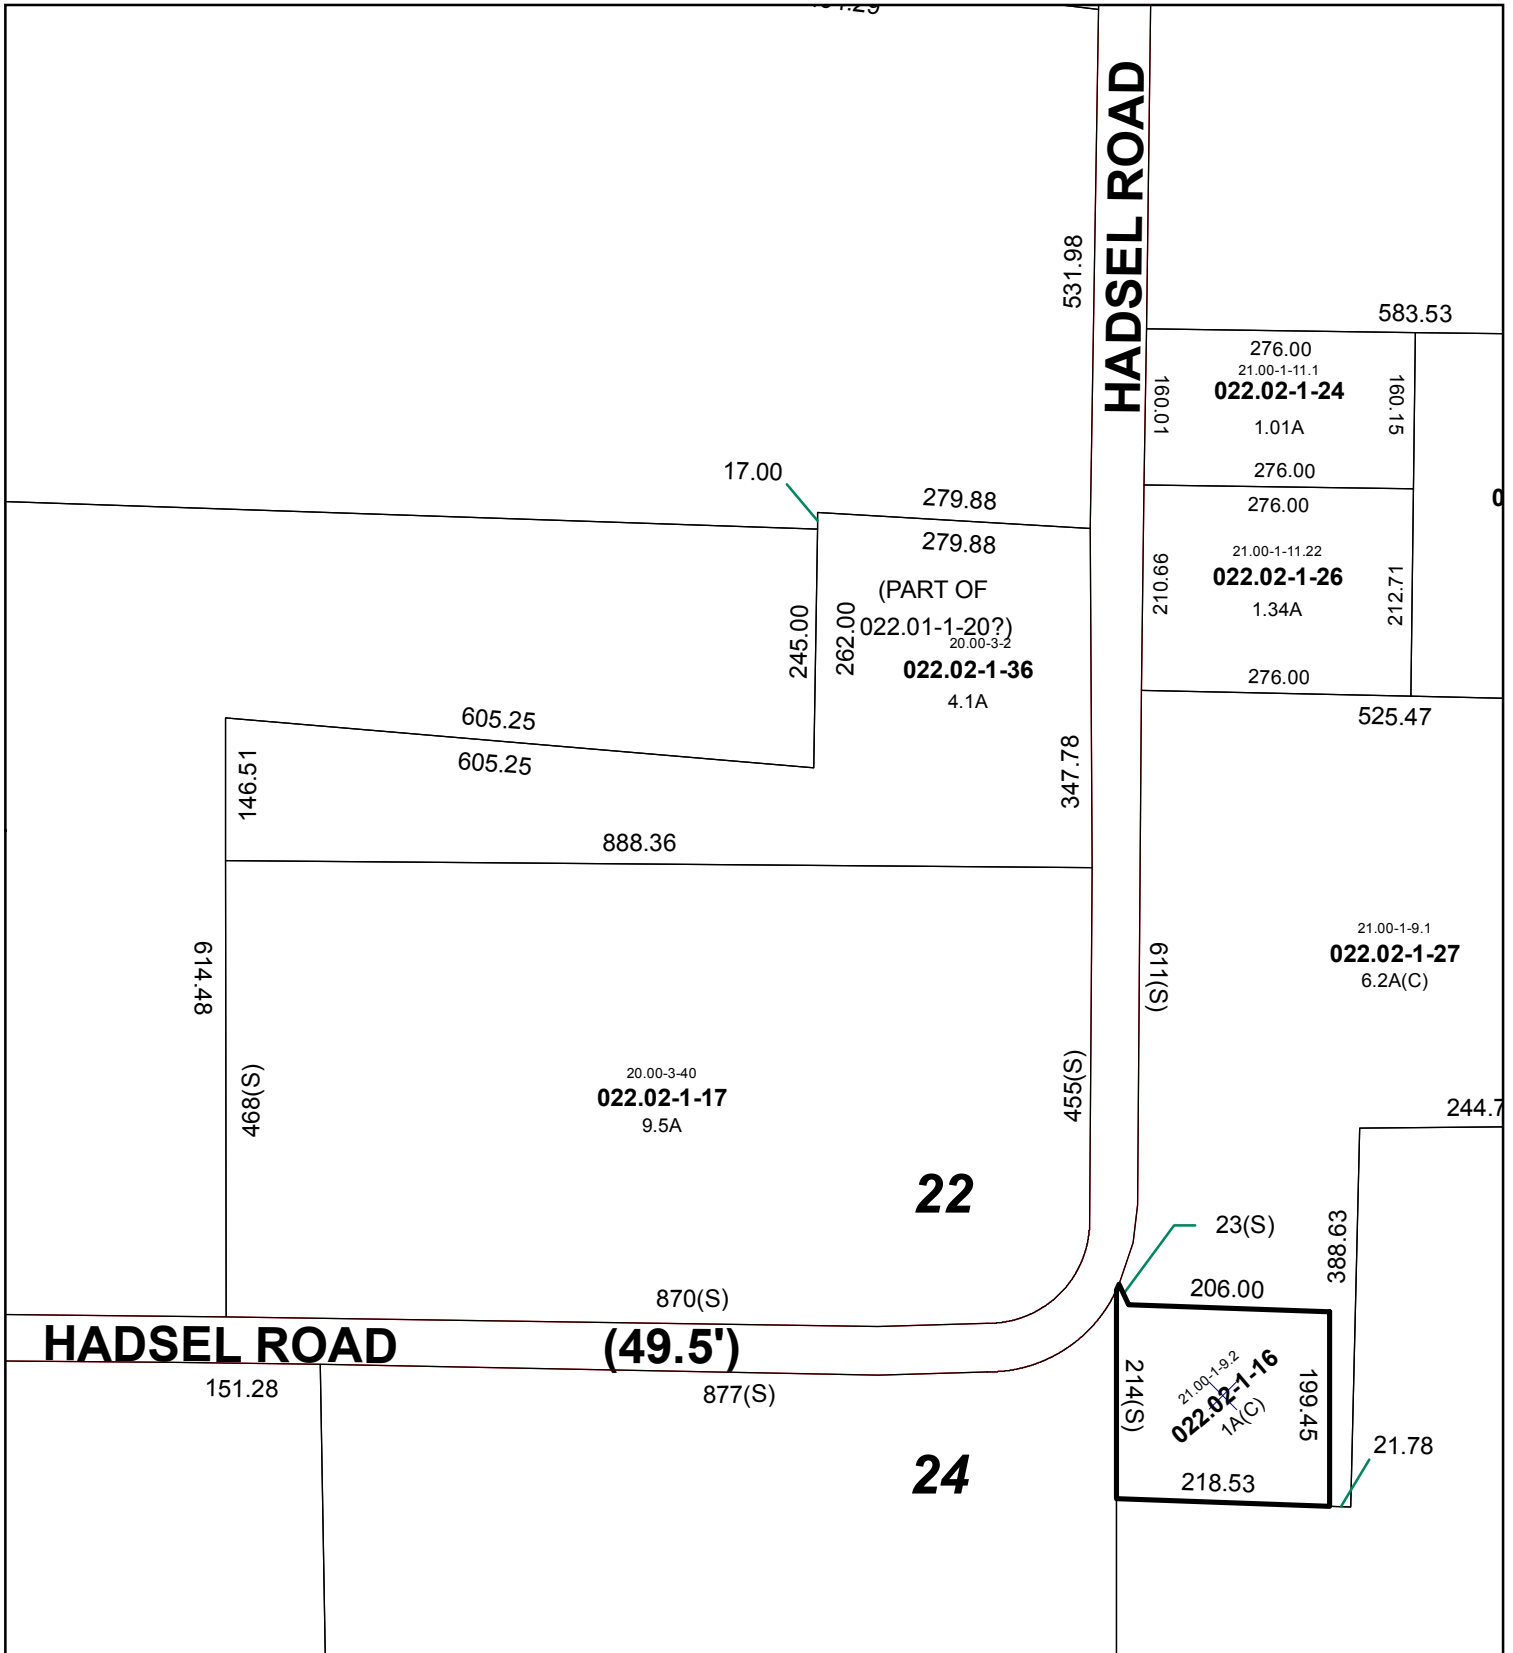 HADSEL ROAD
531.98
583.53
276.00
21.00-1-11.1
022.02-1-24
1.01A
160.01
160.15
276.00
17.00
279.88
279.88
276.00
21.00-1-11.22
022.02-1-26
1.34A
210.66
212.71
276.00
525.47
(PART OF
022.01-1-20?)
20.00-3-2
022.02-1-36
4.1A
245.00
262.00
605.25
605.25
146.51
347.78
888.36
614.48
611(S)
21.00-1-9.1
022.02-1-27
6.2A(C)
468(S)
20.00-3-40
022.02-1-17
9.5A
455(S)
244.7
22
23(S)
388.63
206.00
870(S)
HADSEL ROAD (49.5')
151.28
877(S)
214(S)
21.00-1-9.2
022.02-1-16
1A(C)
199.45
21.78
218.53
24